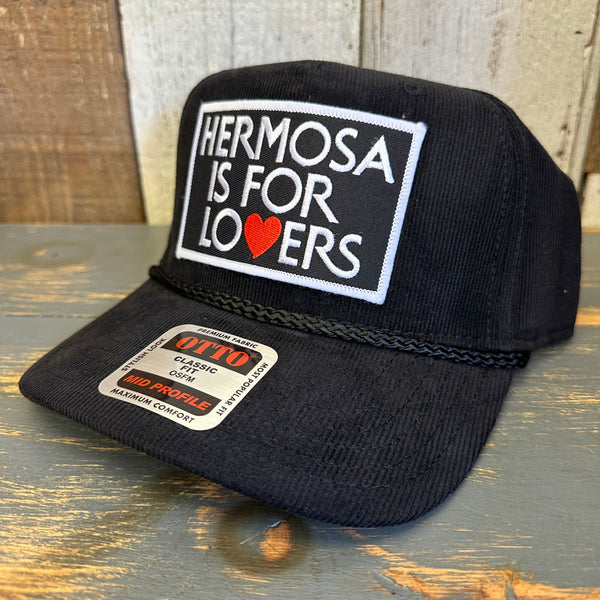 HERMOSA
IS FOR
LO❤ERS
PREMIUM FABRIC
STYLISH LOOK
OTTO®
MOST POPULAR FIT
CLASSIC
FIT
OSFM
MID PROFILE
MAXIMUM COMFORT